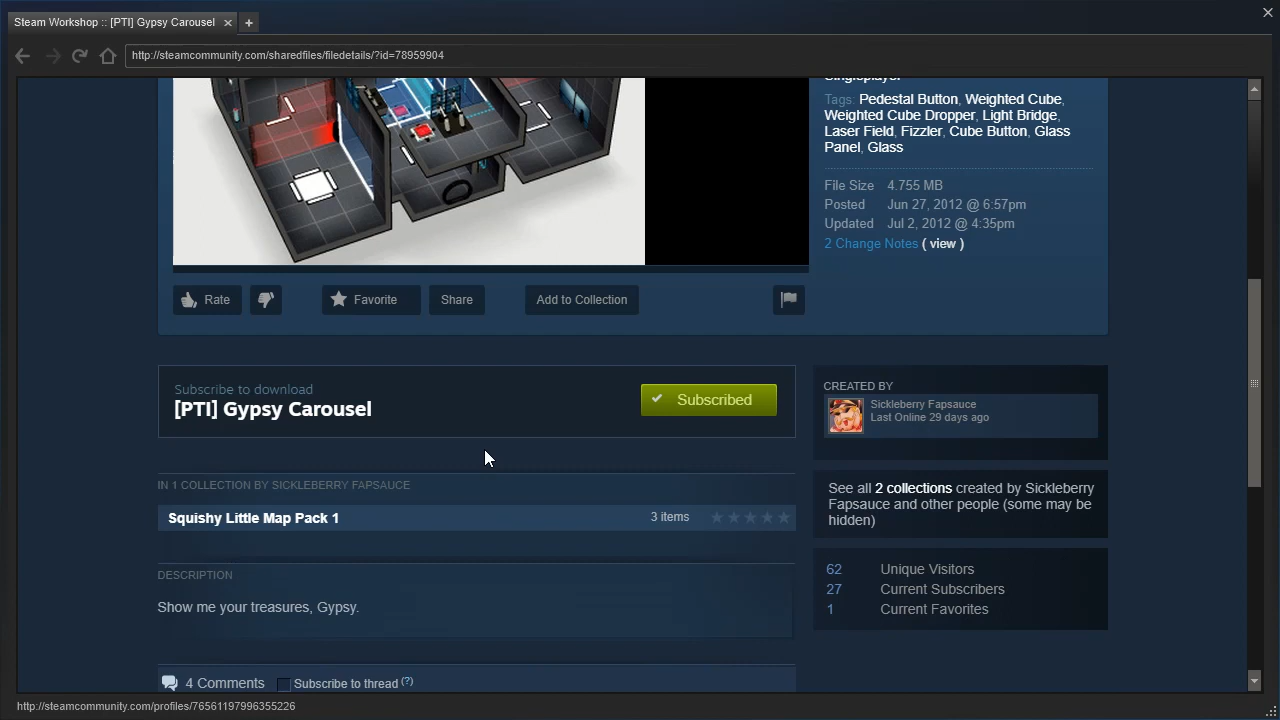 Steam Workshop :: [PTI] Gypsy Carousel
http://steamcommunity.com/sharedfiles/filedetails/?id=78959904
Singleplayer
Tags: Pedestal Button, Weighted Cube,
Weighted Cube Dropper, Light Bridge,
Laser Field, Fizzler, Cube Button, Glass
Panel, Glass
File Size 4.755 MB
Posted Jun 27, 2012 @ 6:57pm
Updated Jul 2, 2012 @ 4:35pm
2 Change Notes ( view )
Rate
Favorite
Share
Add to Collection
Subscribe to download
[PTI] Gypsy Carousel
Subscribed
CREATED BY
Sickleberry Fapsauce
Last Online 29 days ago
IN 1 COLLECTION BY SICKLEBERRY FAPSAUCE
Squishy Little Map Pack 1 3 items
See all 2 collections created by Sickleberry
Fapsauce and other people (some may be
hidden)
DESCRIPTION
Show me your treasures, Gypsy.
62 Unique Visitors
27 Current Subscribers
1 Current Favorites
4 Comments Subscribe to thread (?)
http://steamcommunity.com/profiles/76561197996355226